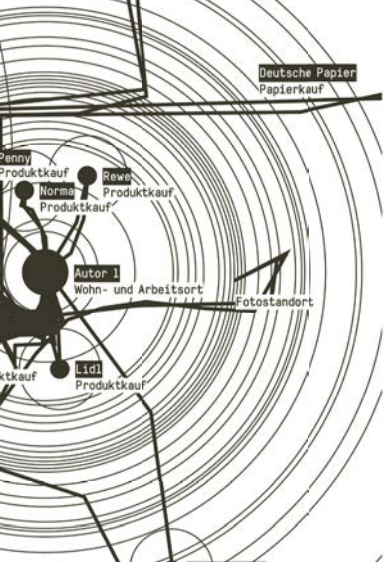 Deutsche Papier
Papierkauf
Penny
Produktkauf
Rewe
Produktkauf
Norma
Produktkauf
Autor 1
Wohn- und Arbeitsort
Fotostandort
Lidl
Produktkauf
ktkauf